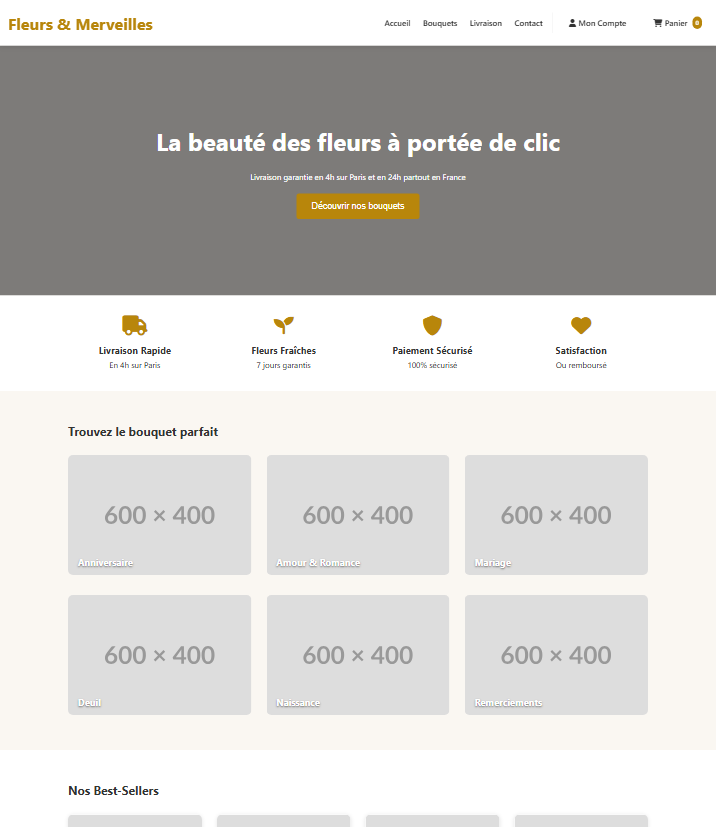 Fleurs & Merveilles
Accueil Bouquets Livraison Contact Mon Compte Panier 0
La beauté des fleurs à portée de clic
Livraison garantie en 4h sur Paris et en 24h partout en France
Découvrir nos bouquets
Livraison Rapide Fleurs Fraîches Paiement Sécurisé Satisfaction
En 4h sur Paris 7 jours garantis 100% sécurisé Ou remboursé
Trouvez le bouquet parfait
600 × 400 600 × 400 600 × 400
Anniversaire Amour & Romance Mariage
600 × 400 600 × 400 600 × 400
Deuil Naissance Remerciements
Nos Best-Sellers